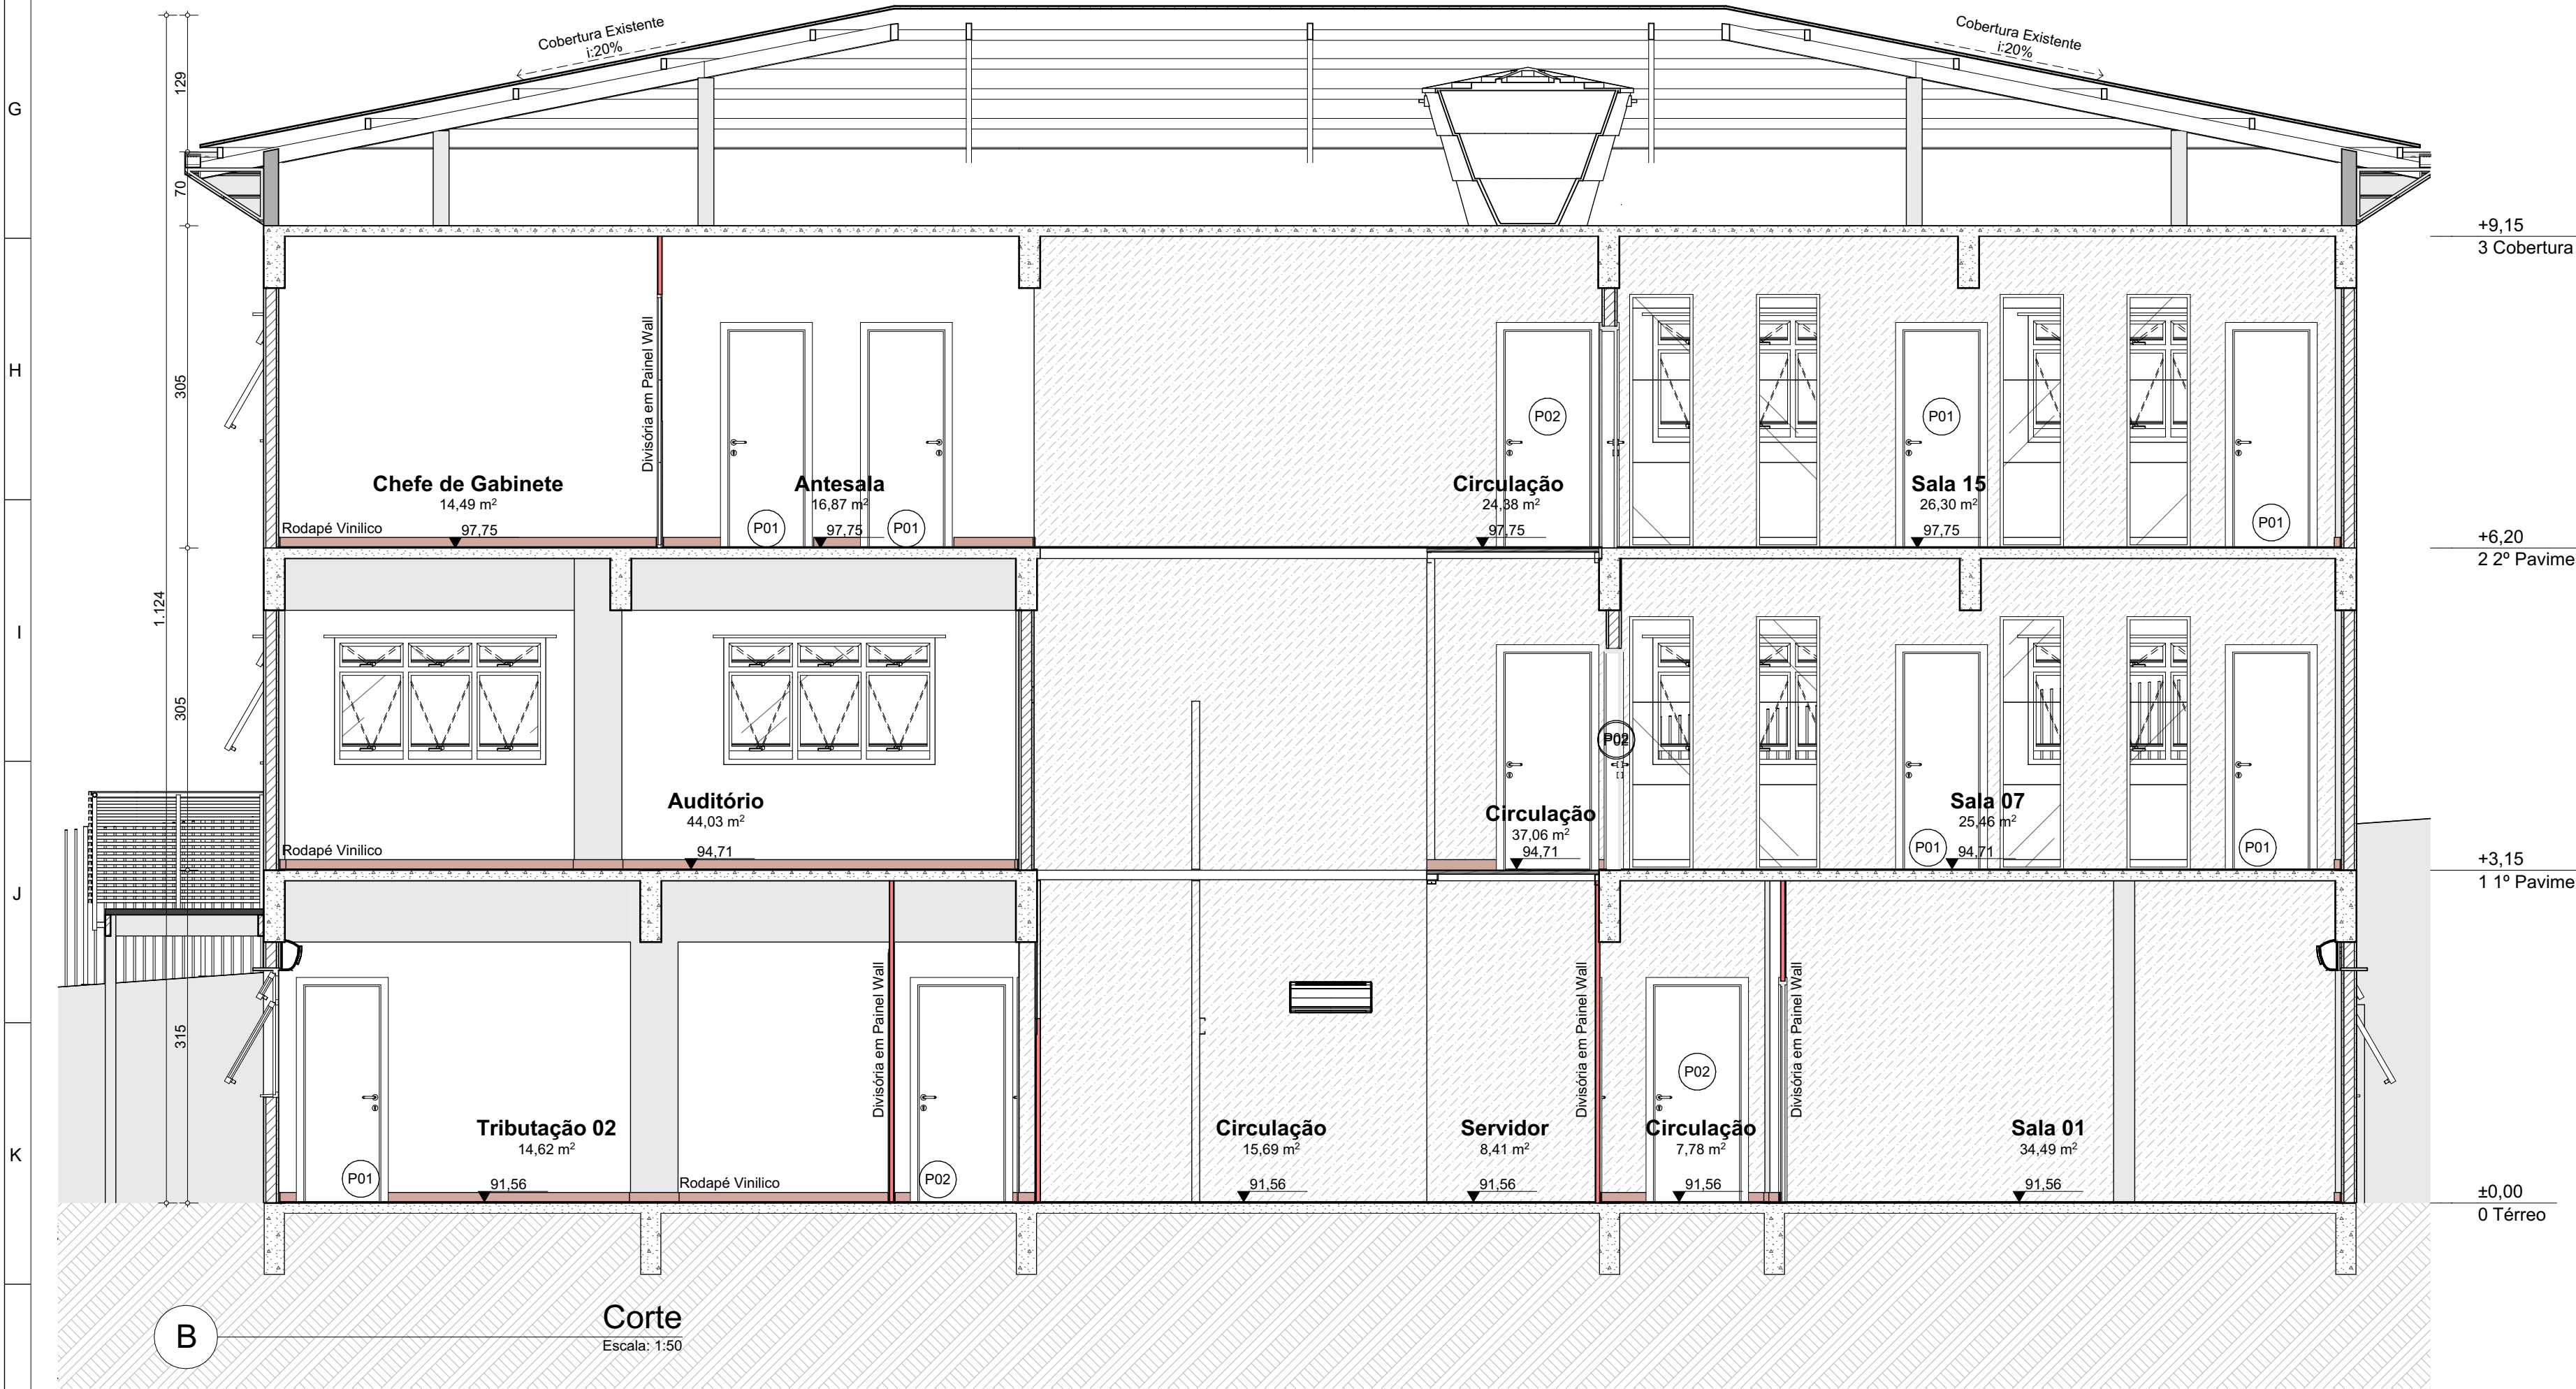 Cobertura Existente
i:20%
Cobertura Existente
i:20%
129
G
70
+9,15
3 Cobertura
305
H
Divisória em Painel Wall
P02
P01
Chefe de Gabinete
14,49 m²
Antesala
16,87 m²
Circulação
24,38 m²
Sala 15
26,30 m²
Rodapé Vinilico
97,75
P01
97,75
P01
97,75
97,75
P01
+6,20
2 2º Pavime
1.124
I
305
P02
Auditório
44,03 m²
Circulação
37,06 m²
Sala 07
25,46 m²
Rodapé Vinilico
94,71
94,71
P01
94,71
P01
+3,15
1 1º Pavime
J
315
Divisória em Painel Wall
Divisória em Painel Wall
P02
Divisória em Painel Wall
K
Tributação 02
14,62 m²
Circulação
15,69 m²
Servidor
8,41 m²
Circulação
7,78 m²
Sala 01
34,49 m²
P01
91,56
Rodapé Vinilico
P02
91,56
91,56
91,56
91,56
±0,00
0 Térreo
B
Corte
Escala: 1:50